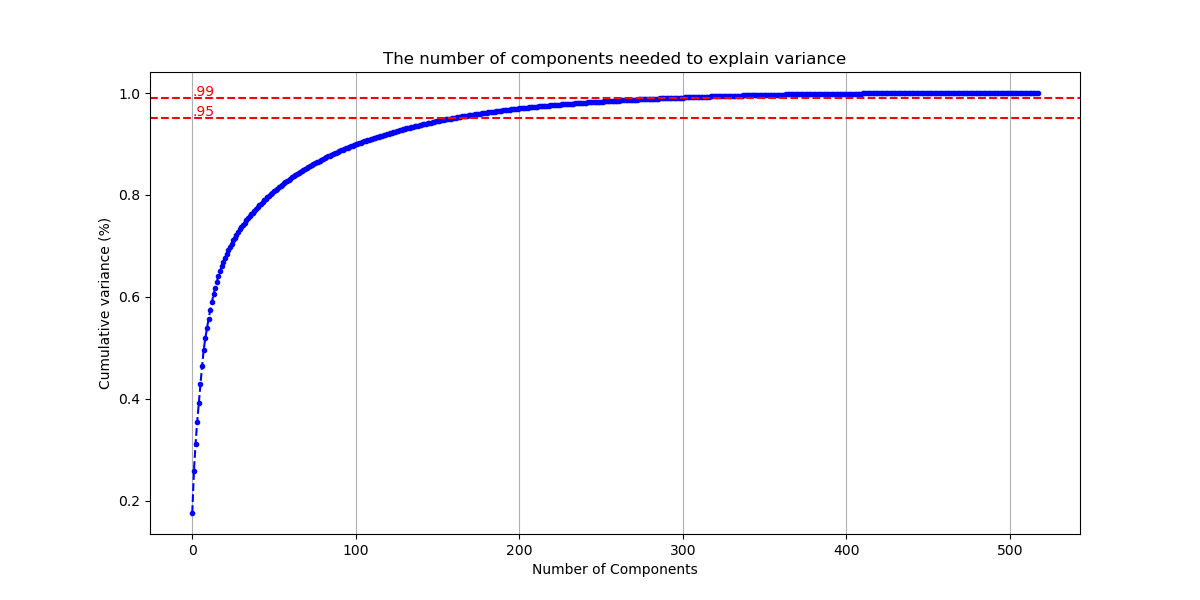 The number of components needed to explain variance
1.0
0.8
0.6
0.4
0.2
.99
.95
Cumulative variance (%)
0 100 200 300 400 500
Number of Components